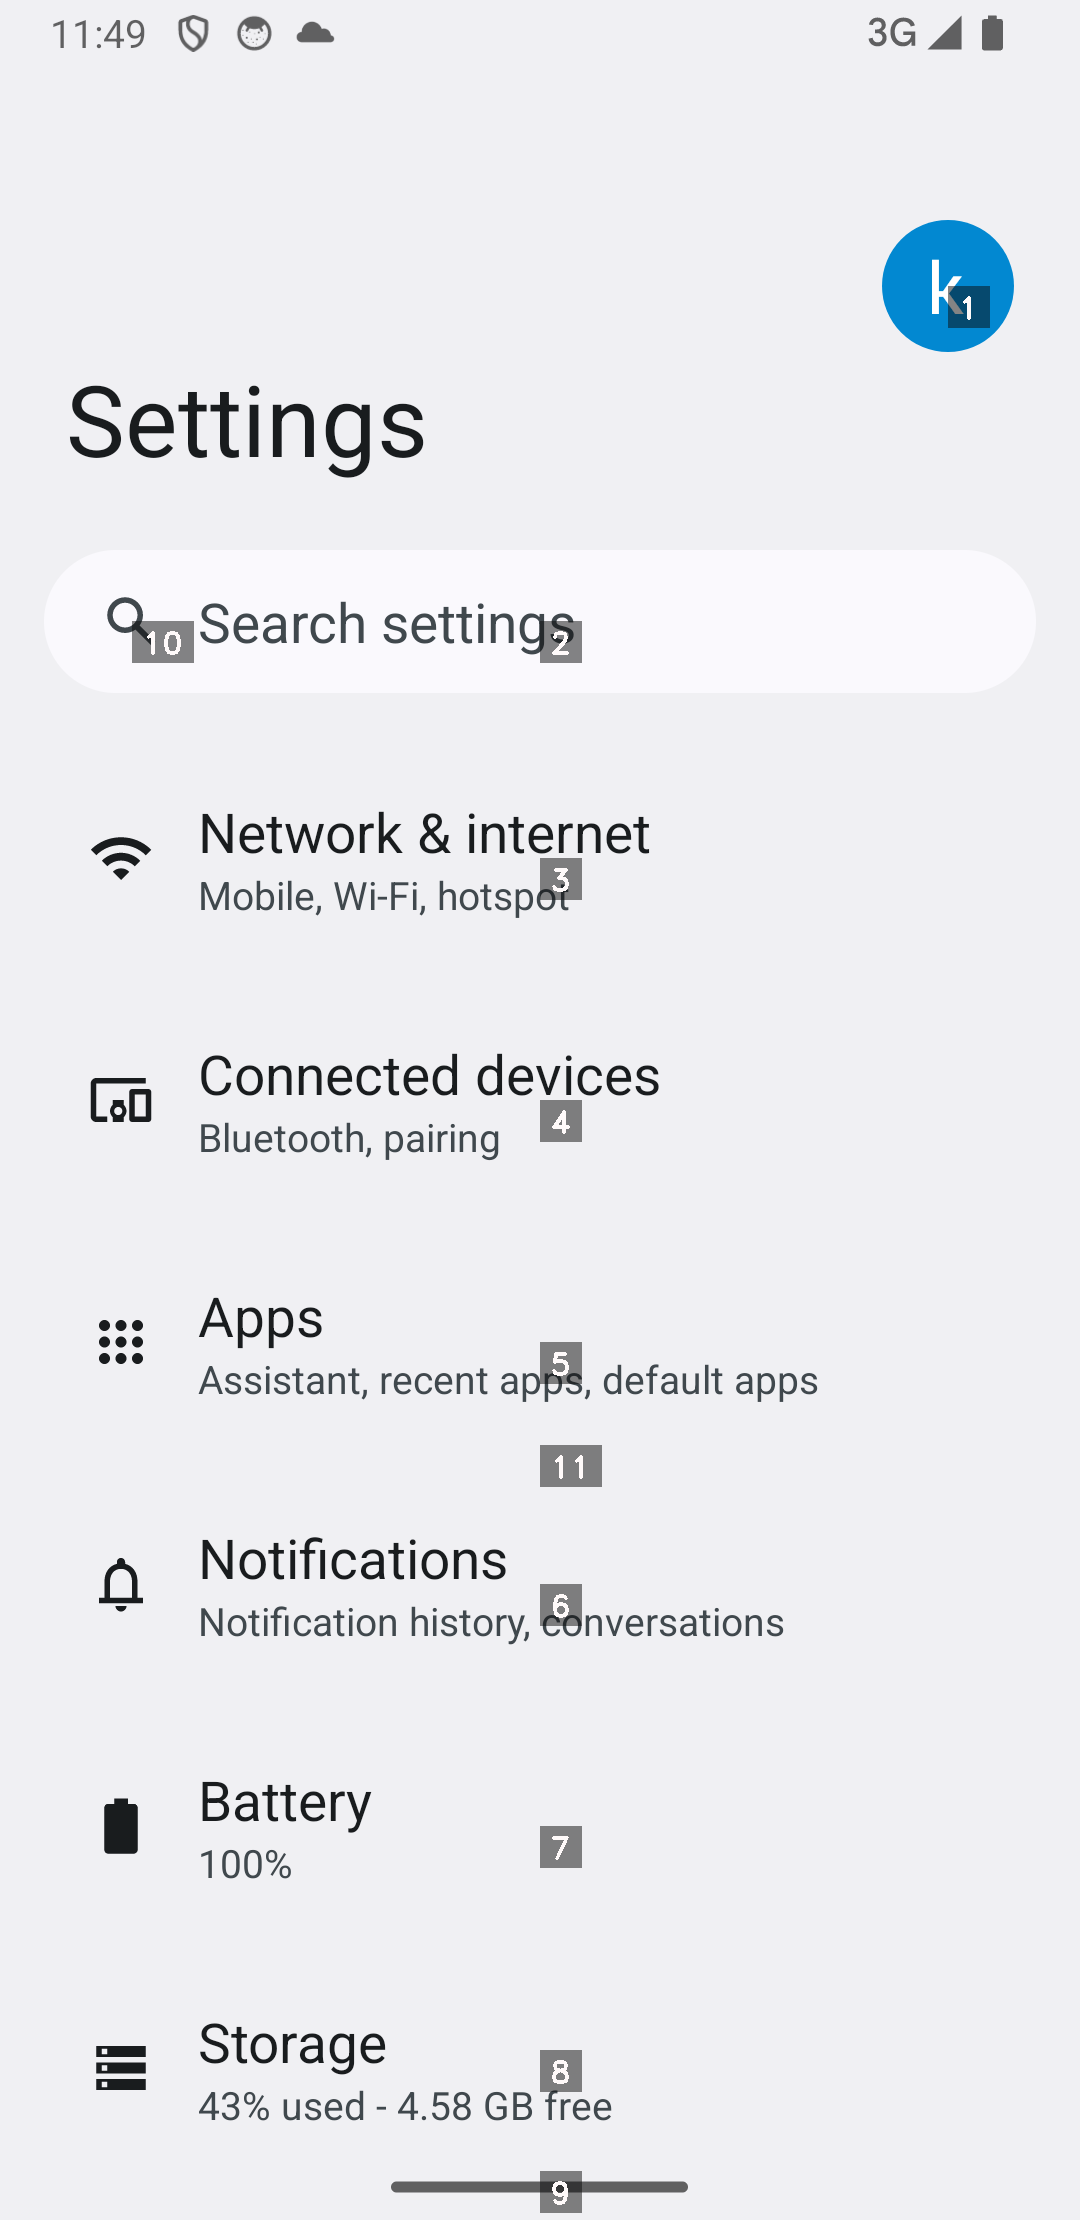 11:49
3G
k
1
Settings
Search settings
10
2
Network & internet
3
Mobile, Wi-Fi, hotspot
Connected devices
4
Bluetooth, pairing
Apps
5
Assistant, recent apps, default apps
11
Notifications
6
Notification history, conversations
Battery
7
100%
Storage
8
43% used - 4.58 GB free
9